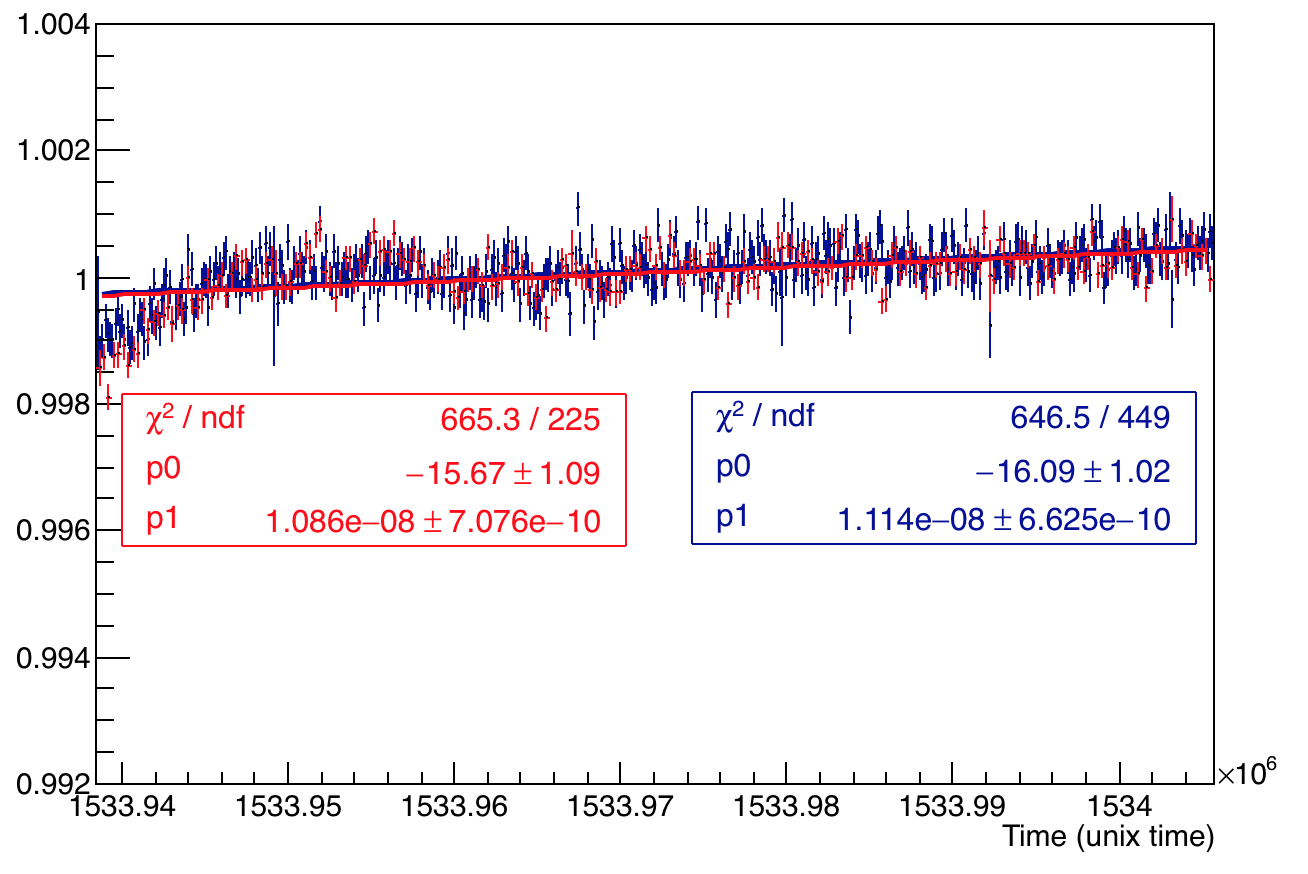 1.004
1.002
1
0.998
0.996
0.994
0.992
χ² / ndf 665.3 / 225
p0 −15.67 ± 1.09
p1 1.086e−08 ± 7.076e−10
χ² / ndf 646.5 / 449
p0 −16.09 ± 1.02
p1 1.114e−08 ± 6.625e−10
1533.94 1533.95 1533.96 1533.97 1533.98 1533.99 1534
×10⁶
Time (unix time)